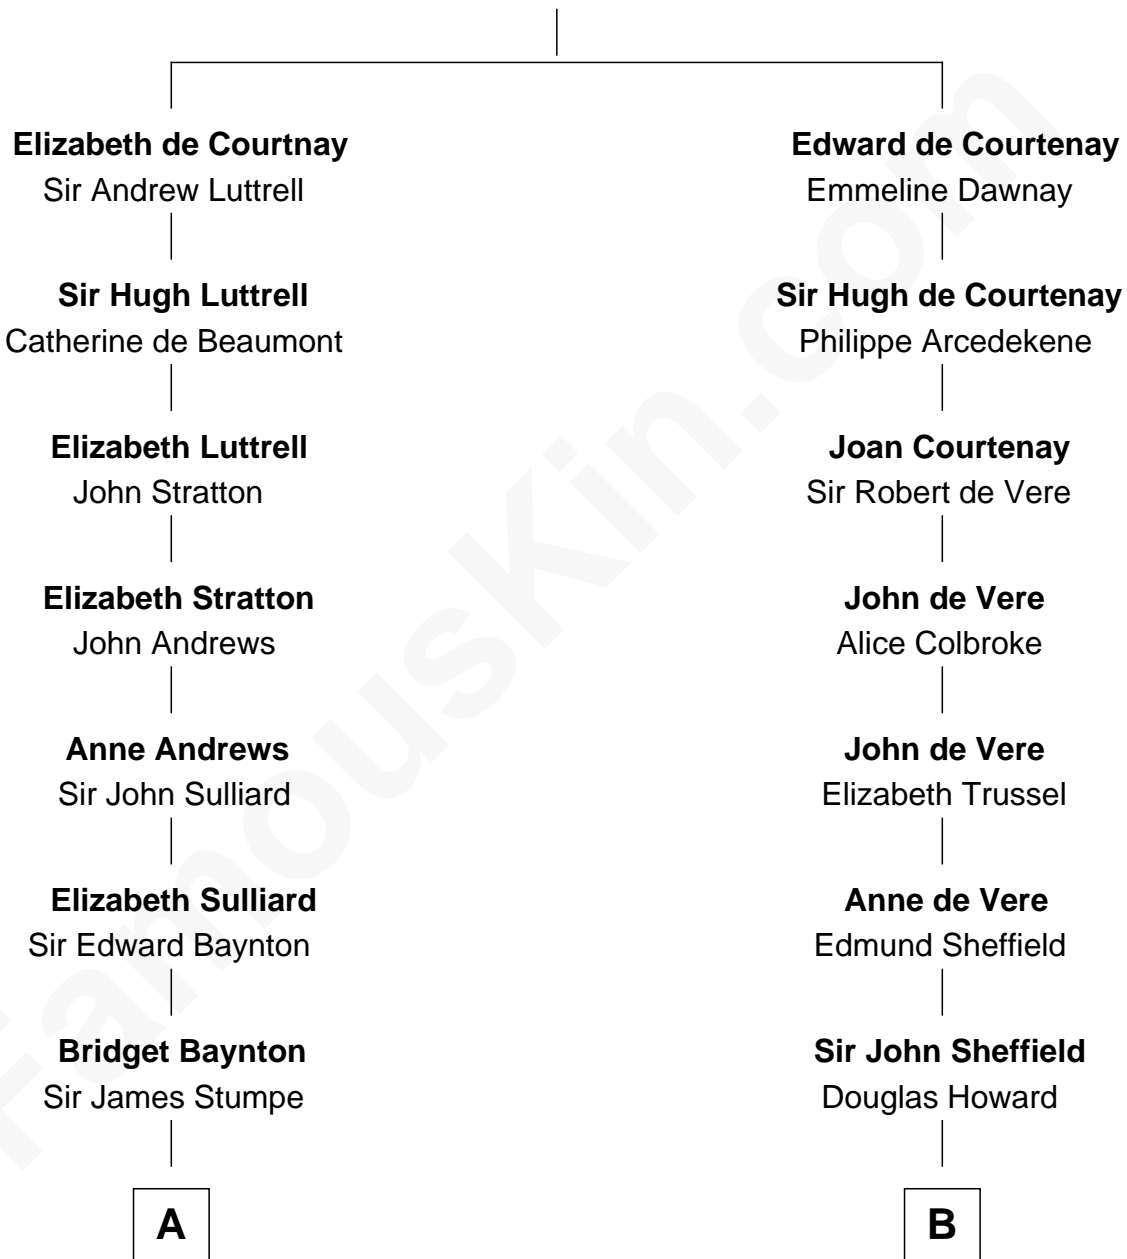 Elizabeth de Courtnay
Sir Andrew Luttrell
Sir Hugh Luttrell
Catherine de Beaumont
Elizabeth Luttrell
John Stratton
Elizabeth Stratton
John Andrews
Anne Andrews
Sir John Sulliard
Elizabeth Sulliard
Sir Edward Baynton
Bridget Baynton
Sir James Stumpe
A
Edward de Courtenay
Emmeline Dawnay
Sir Hugh de Courtenay
Philippe Arcedekene
Joan Courtenay
Sir Robert de Vere
John de Vere
Alice Colbroke
John de Vere
Elizabeth Trussel
Anne de Vere
Edmund Sheffield
Sir John Sheffield
Douglas Howard
B
FamousKin.com